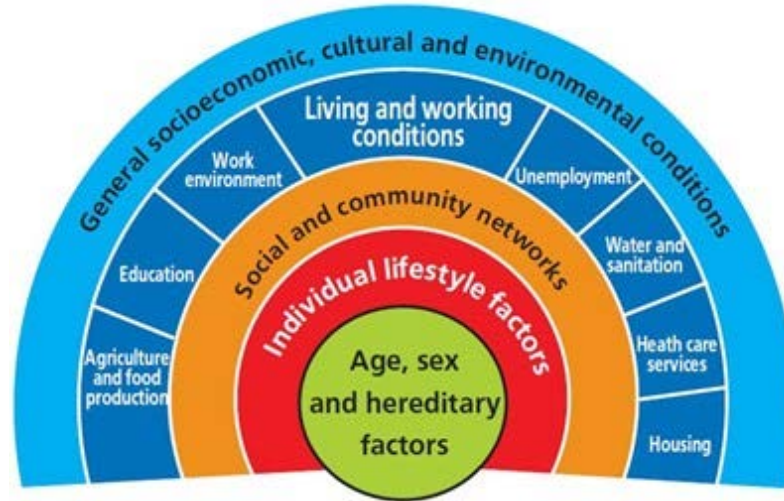 General socioeconomic, cultural and environmental conditions
Living and working
conditions
Work
environment
Unemployment
Education
Water and
sanitation
Agriculture
and food
production
Heath care
services
Housing
Social and community networks
Individual lifestyle factors
Age, sex
and hereditary
factors